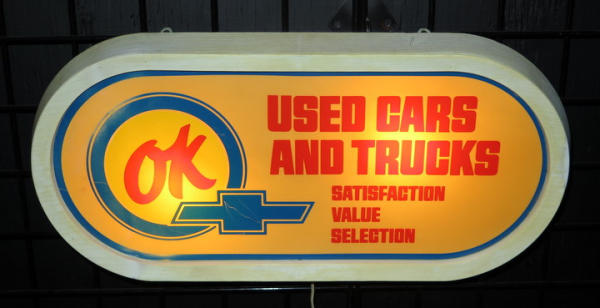 OK
USED CARS
AND TRUCKS
SATISFACTION
VALUE
SELECTION